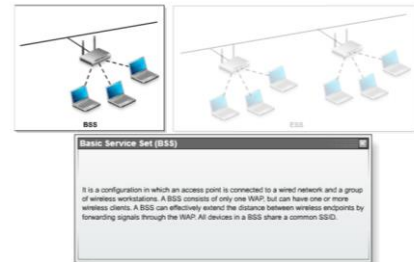 BSS
ESS
Basic Service Set (BSS)
It is a configuration in which an access point is connected to a wired network and a group
of wireless workstations. A BSS consists of only one WAP, but can have one or more
wireless clients. A BSS can effectively extend the distance between wireless endpoints by
forwarding signals through the WAP. All devices in a BSS share a common SSID.